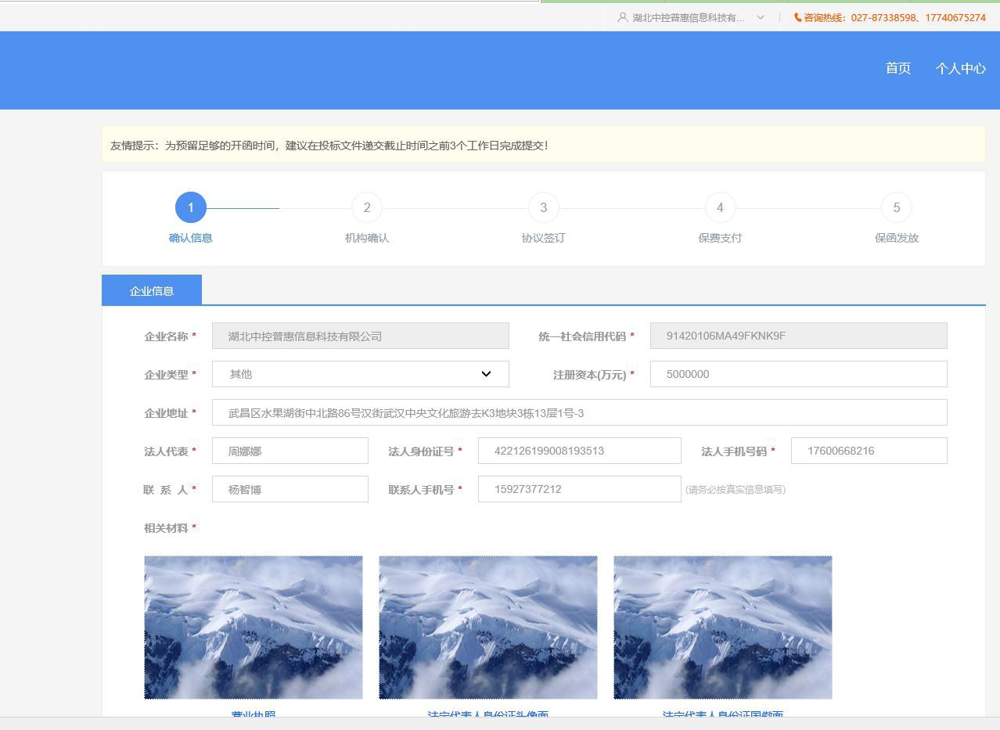 湖北中控普惠信息科技有... 咨询热线：027-87338598、17740675274
首页 个人中心
友情提示：为预留足够的开函时间，建议在投标文件递交截止时间之前3个工作日完成提交！
1 2 3 4 5
确认信息 机构确认 协议签订 保费支付 保函发放
企业信息
企业名称 * 湖北中控普惠信息科技有限公司 统一社会信用代码 * 91420106MA49FKNK9F
企业类型 * 其他 注册资本(万元) * 5000000
企业地址 * 武昌区水果湖街中北路86号汉街武汉中央文化旅游去K3地块3栋13层1号-3
法人代表 * 周娜娜 法人身份证号 * 422126199008193513 法人手机号码 * 17600668216
联 系 人 * 杨智博 联系人手机号 * 15927377212 (请务必按真实信息填写)
相关材料 *
营业执照 法定代表人身份证头像面 法定代表人身份证国徽面